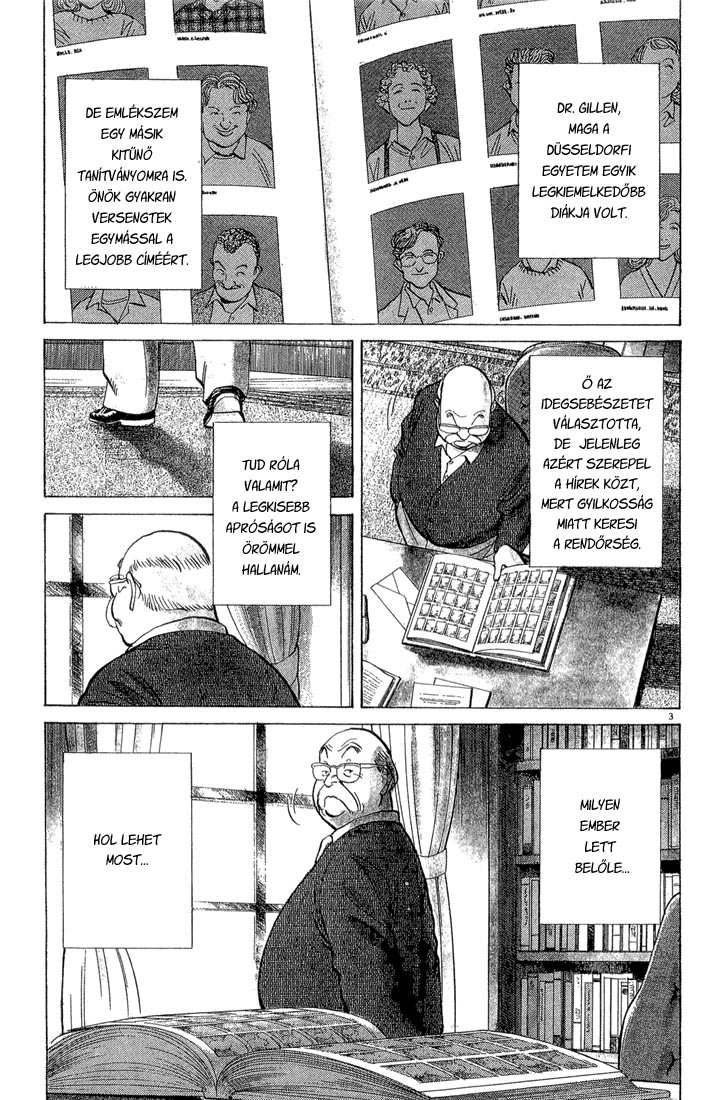 DR. GILLEN,
MAGA A
DÜSSELDORFI
EGYETEM EGYIK
LEGKIEMELKEDŐBB
DIÁKJA VOLT.
DE EMLÉKSZEM
EGY MÁSIK
KITŰNŐ
TANÍTVÁNYOMRA IS.
ÖNÖK GYAKRAN
VERSENGTEK
EGYMÁSSAL A
LEGJOBB CÍMÉÉRT.
Ő AZ
IDEGSEBÉSZETET
VÁLASZTOTTA,
DE JELENLEG
AZÉRT SZEREPEL
A HÍREK KÖZT,
MERT GYILKOSSÁG
MIATT KERESI
A RENDŐRSÉG.
TUD RÓLA
VALAMIT?
A LEGKISEBB
APRÓSÁGOT IS
ÖRÖMMEL
HALLANÁM.
3
MILYEN
EMBER
LETT
BELŐLE...
HOL LEHET
MOST...